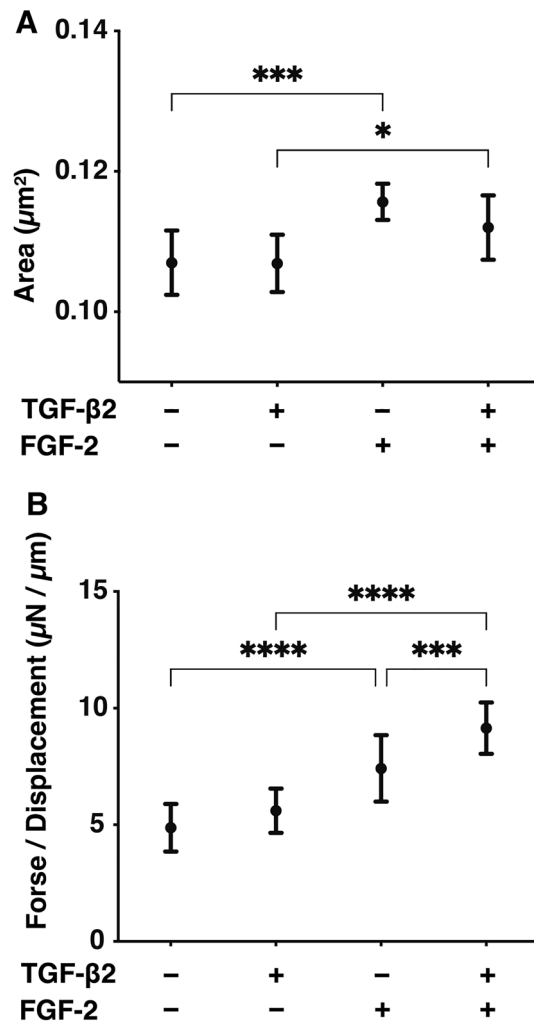 A
0.14
***
*
0.12
Area (μm²)
0.10
TGF-β2 − + − +
FGF-2 − − + +
B
15
****
**** ***
10
Forse / Displacement (μN / μm)
5
0
TGF-β2 − + − +
FGF-2 − − + +